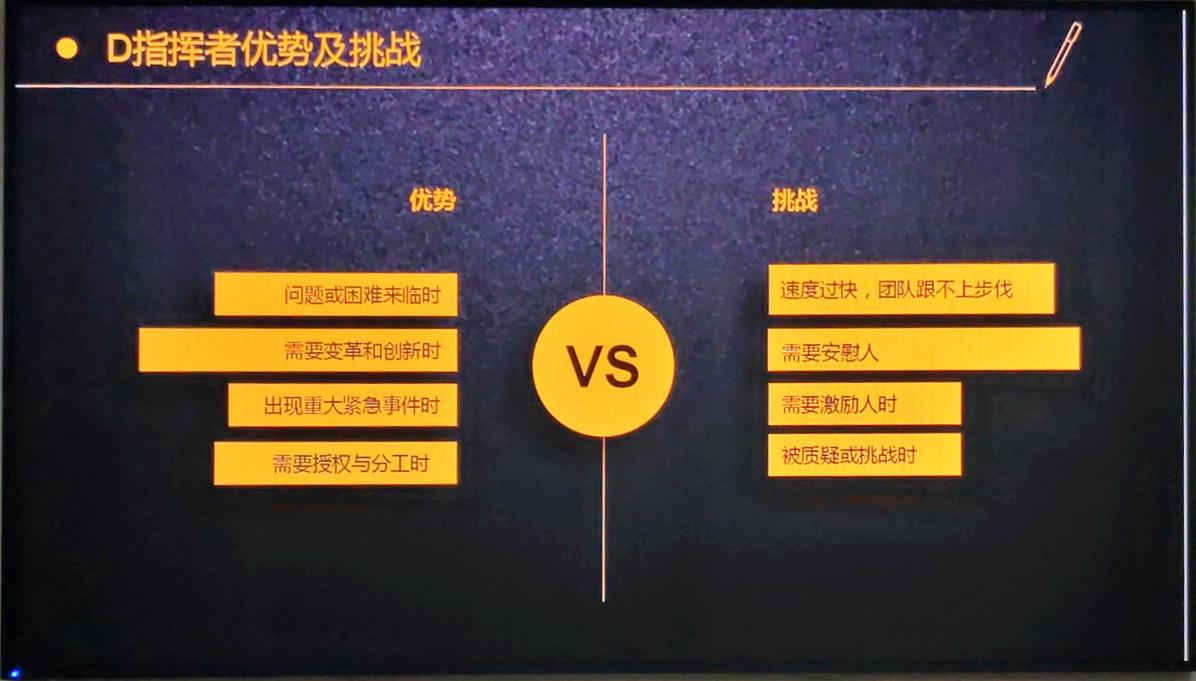 D指挥者优势及挑战
优势
问题或困难来临时
需要变革和创新时
出现重大紧急事件时
需要授权与分工时
VS
挑战
速度过快，团队跟不上步伐
需要安慰人
需要激励人时
被质疑或挑战时